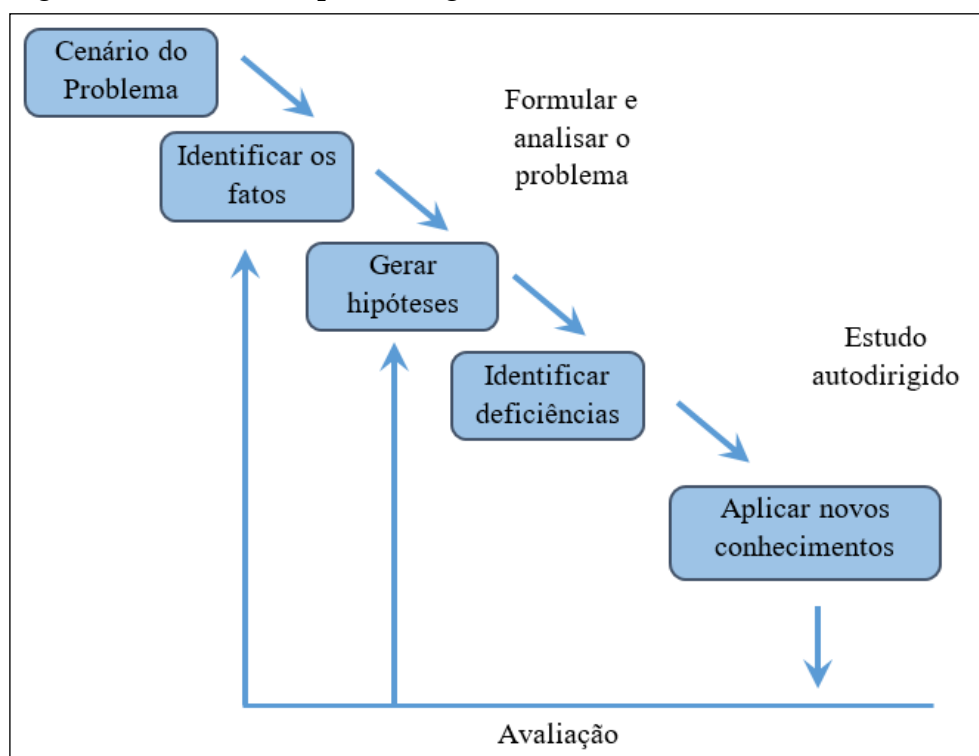 Cenário do
Problema
Formular e
analisar o
problema
Identificar os
fatos
Gerar
hipóteses
Estudo
autodirigido
Identificar
deficiências
Aplicar novos
conhecimentos
Avaliação